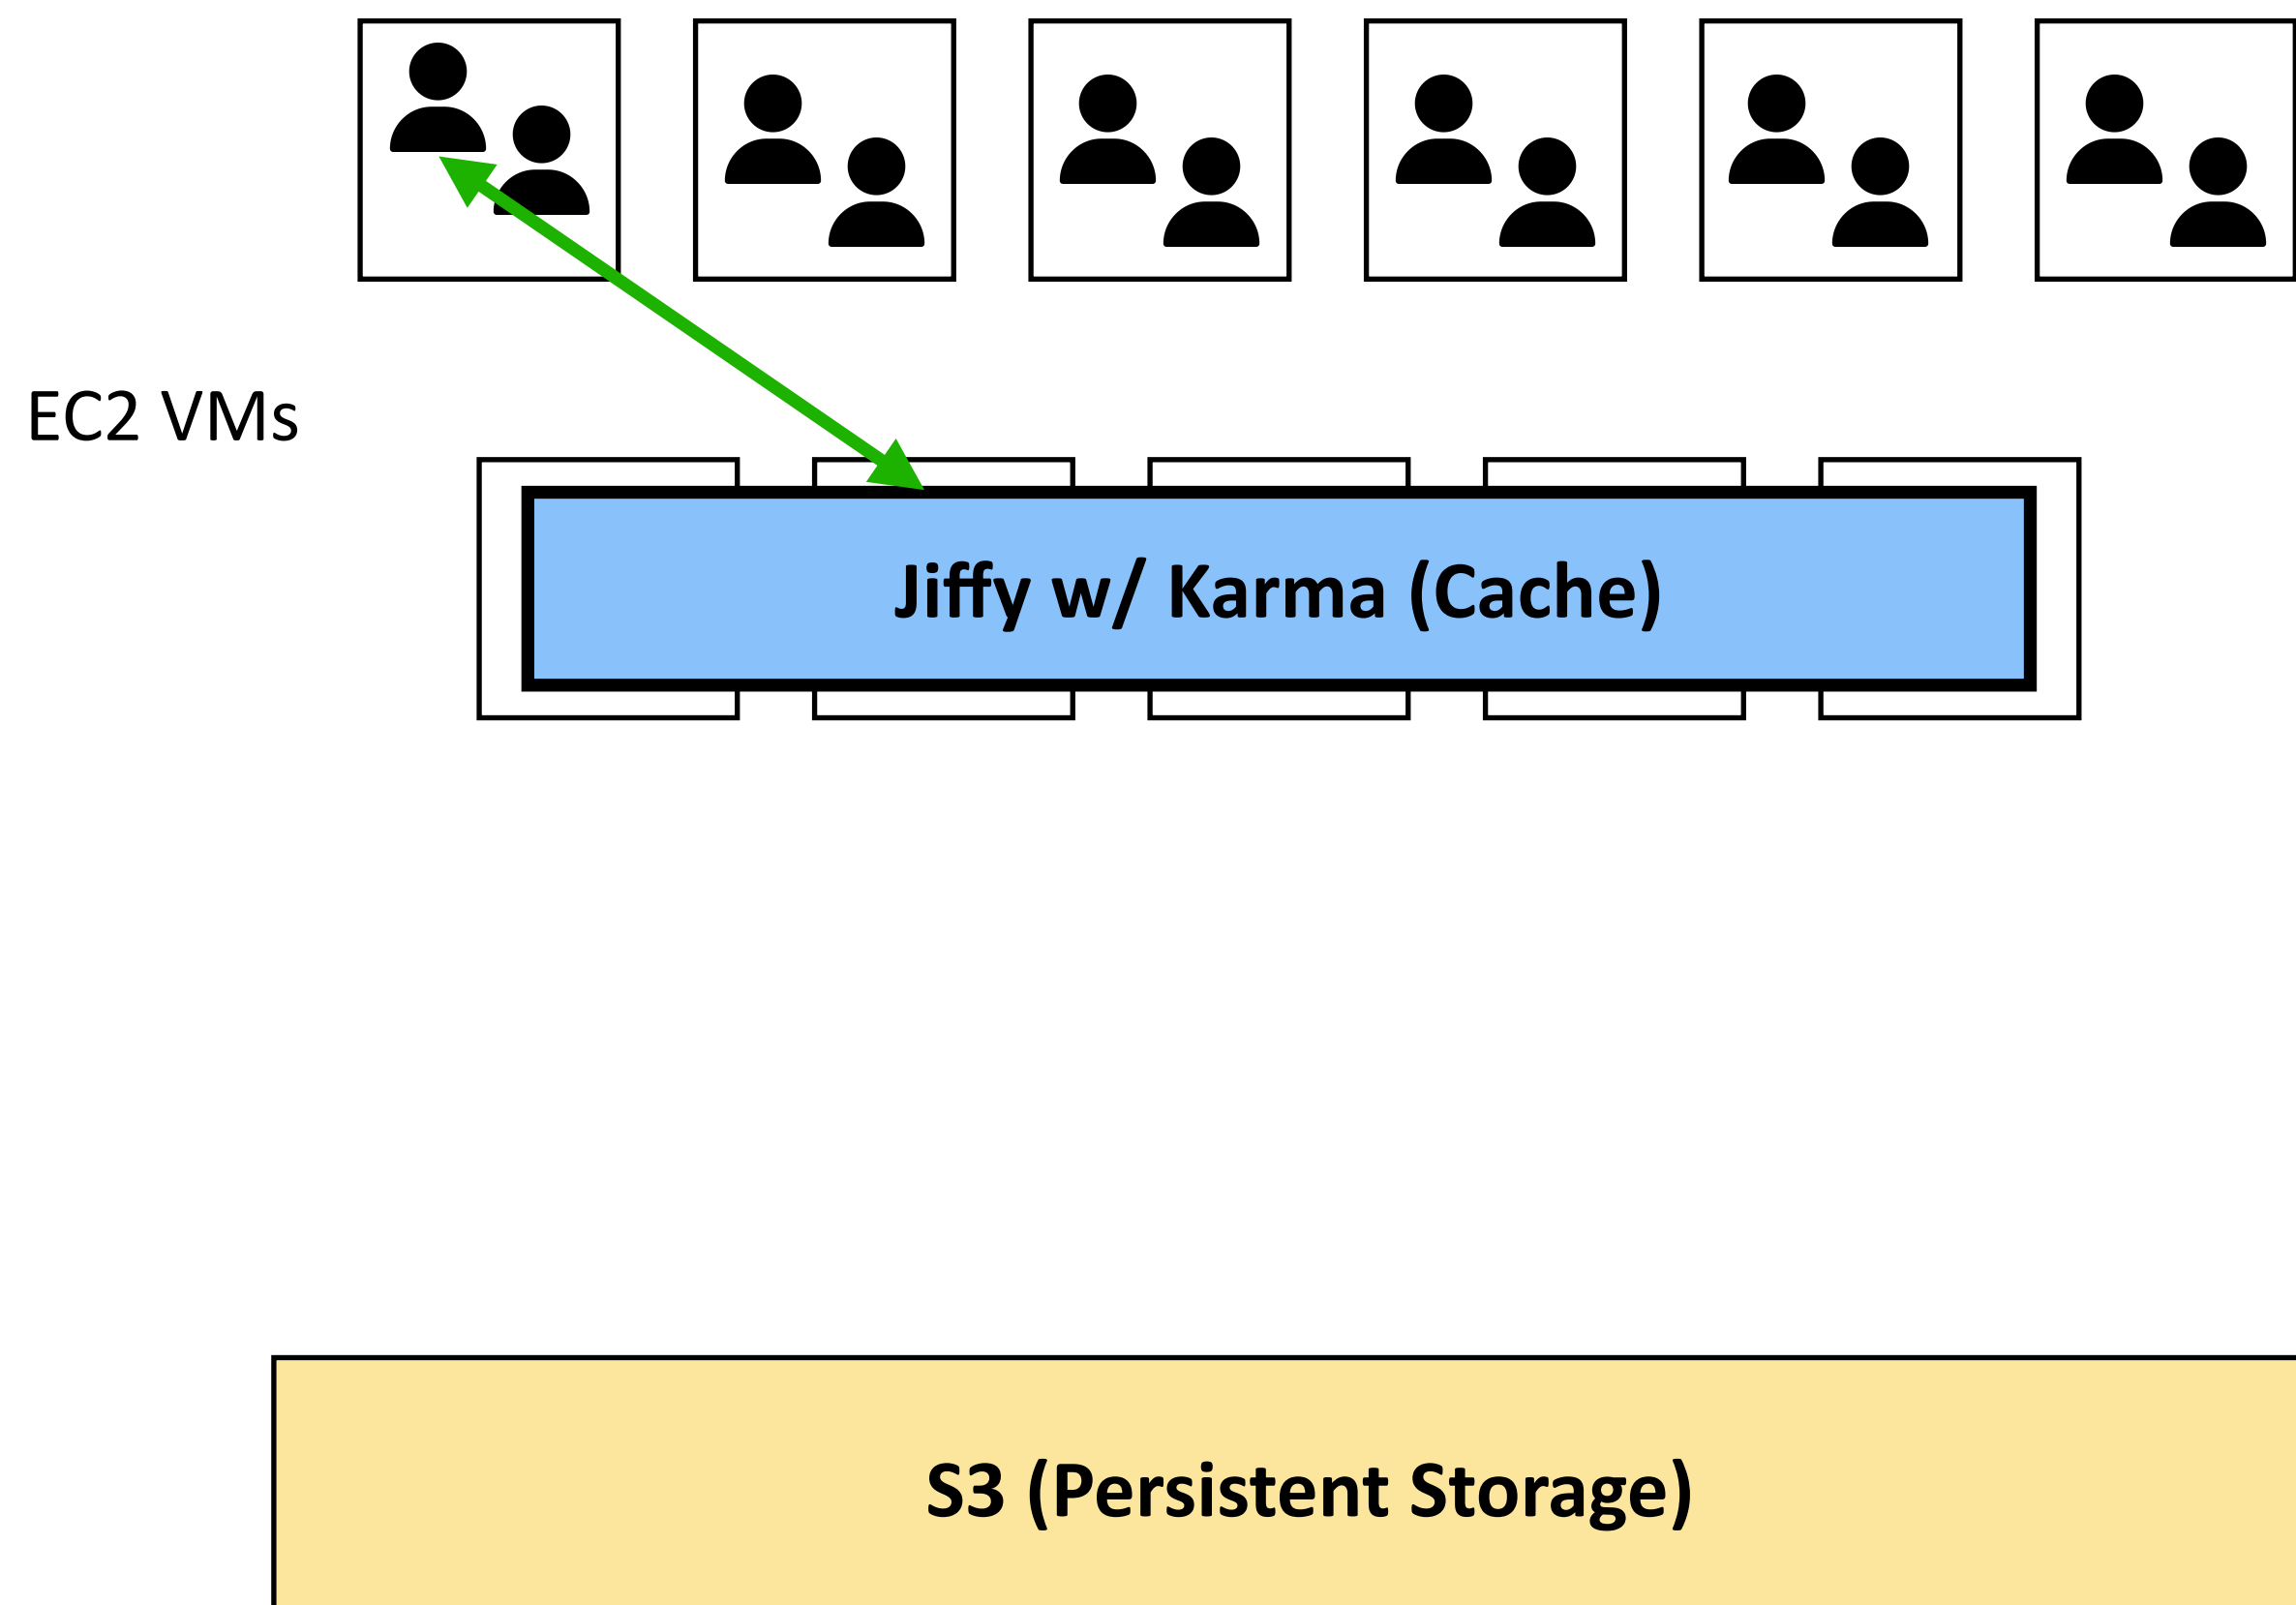 EC2 VMs
Jiffy w/ Karma (Cache)
S3 (Persistent Storage)